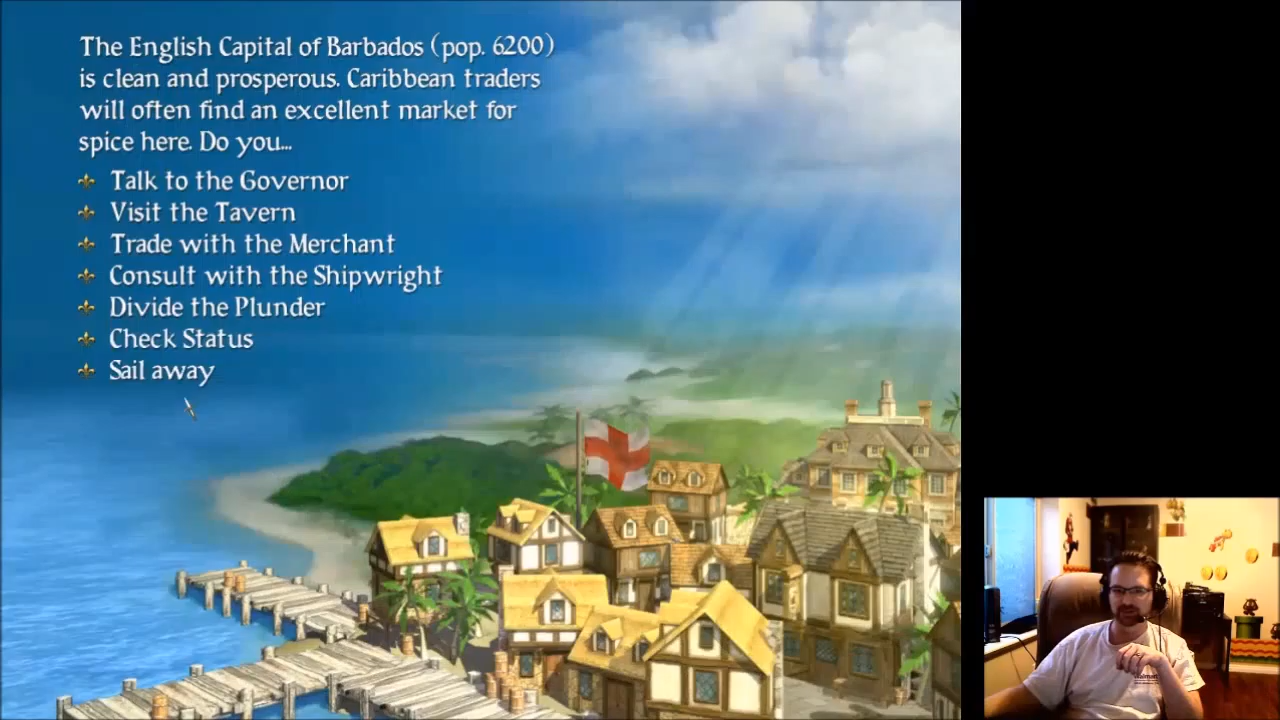 The English Capital of Barbados (pop. 6200)
is clean and prosperous. Caribbean traders
will often find an excellent market for
spice here. Do you...
Talk to the Governor
Visit the Tavern
Trade with the Merchant
Consult with the Shipwright
Divide the Plunder
Check Status
Sail away
Walmart